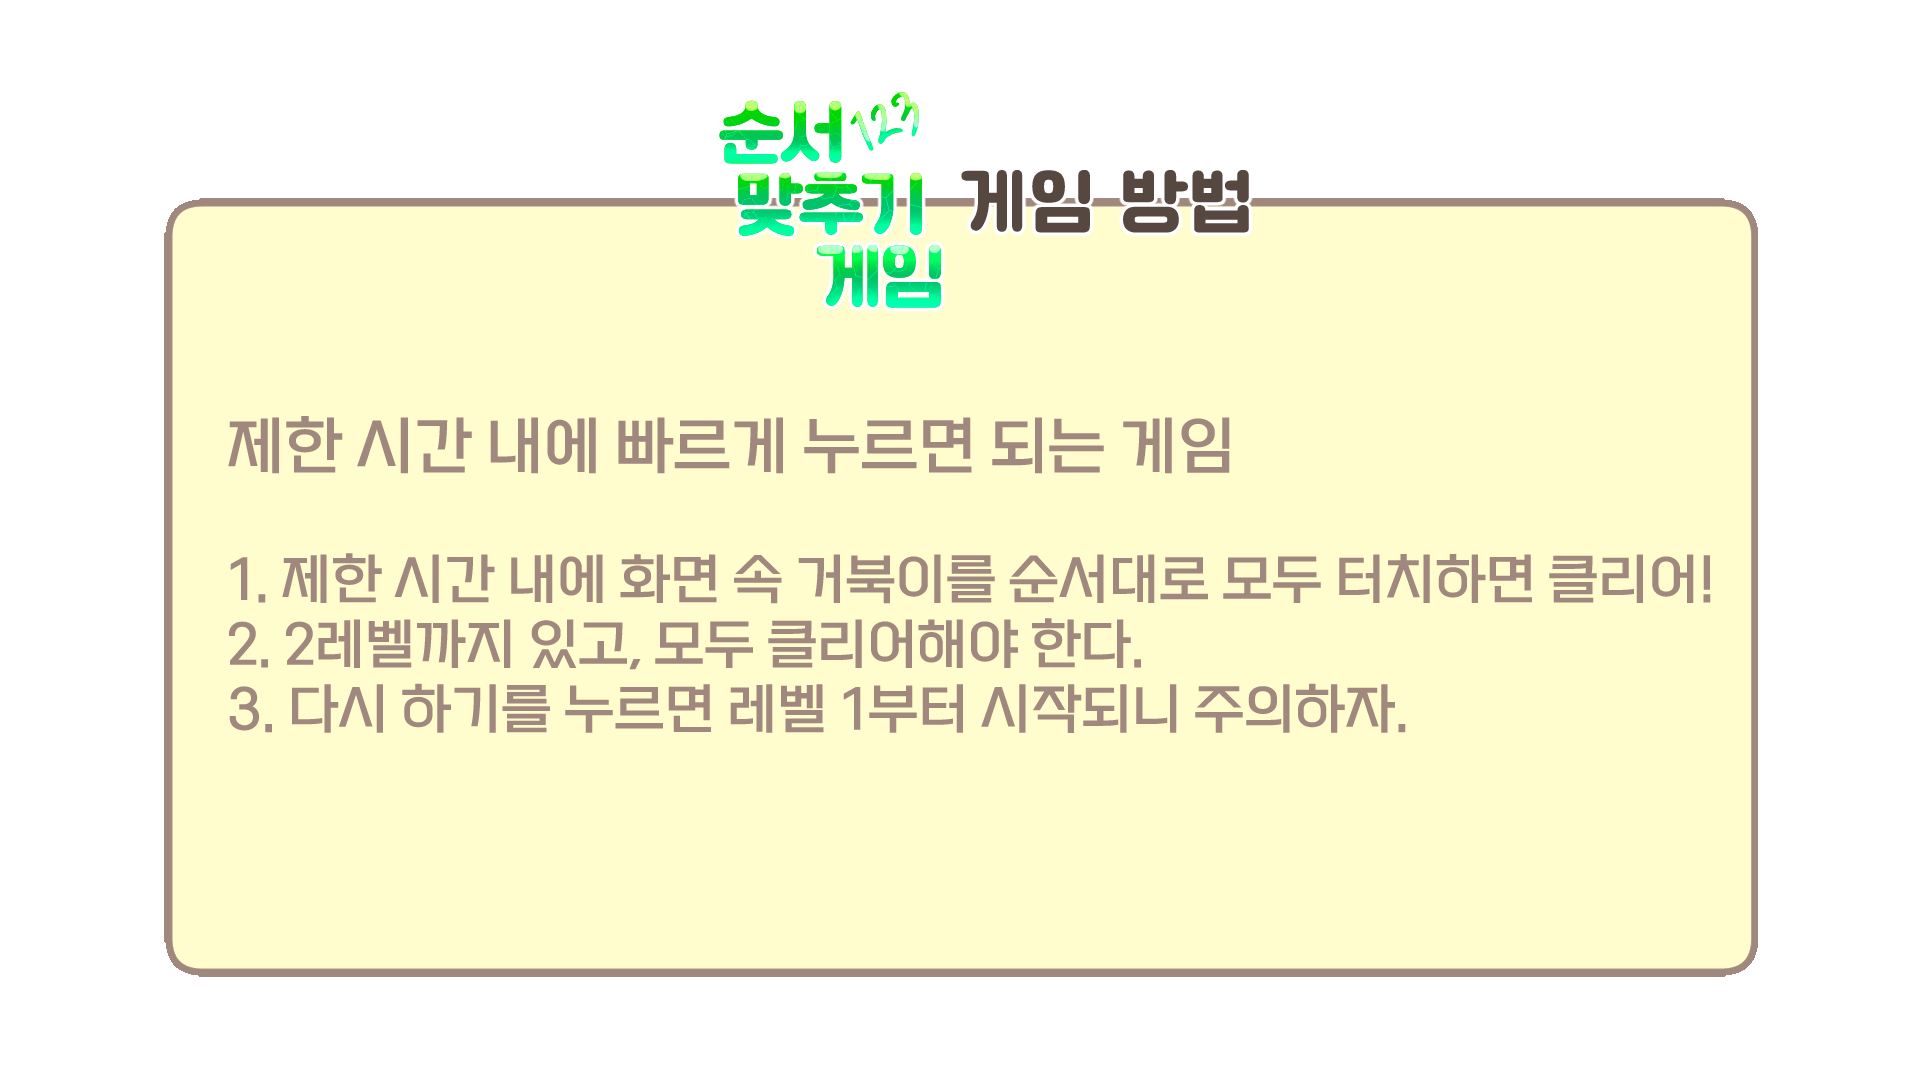 순서 123
맞추기 게임 방법
게임
제한 시간 내에 빠르게 누르면 되는 게임
1. 제한 시간 내에 화면 속 거북이를 순서대로 모두 터치하면 클리어!
2. 2레벨까지 있고, 모두 클리어해야 한다.
3. 다시 하기를 누르면 레벨 1부터 시작되니 주의하자.